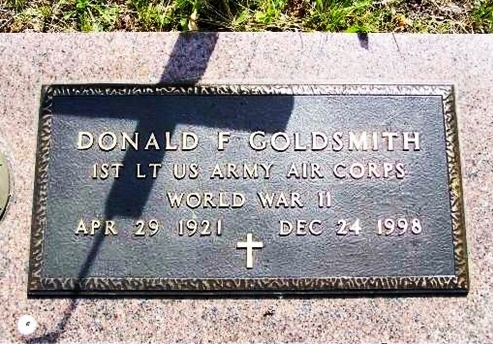 DONALD F GOLDSMITH
1ST LT US ARMY AIR CORPS
WORLD WAR II
APR 29 1921 DEC 24 1998